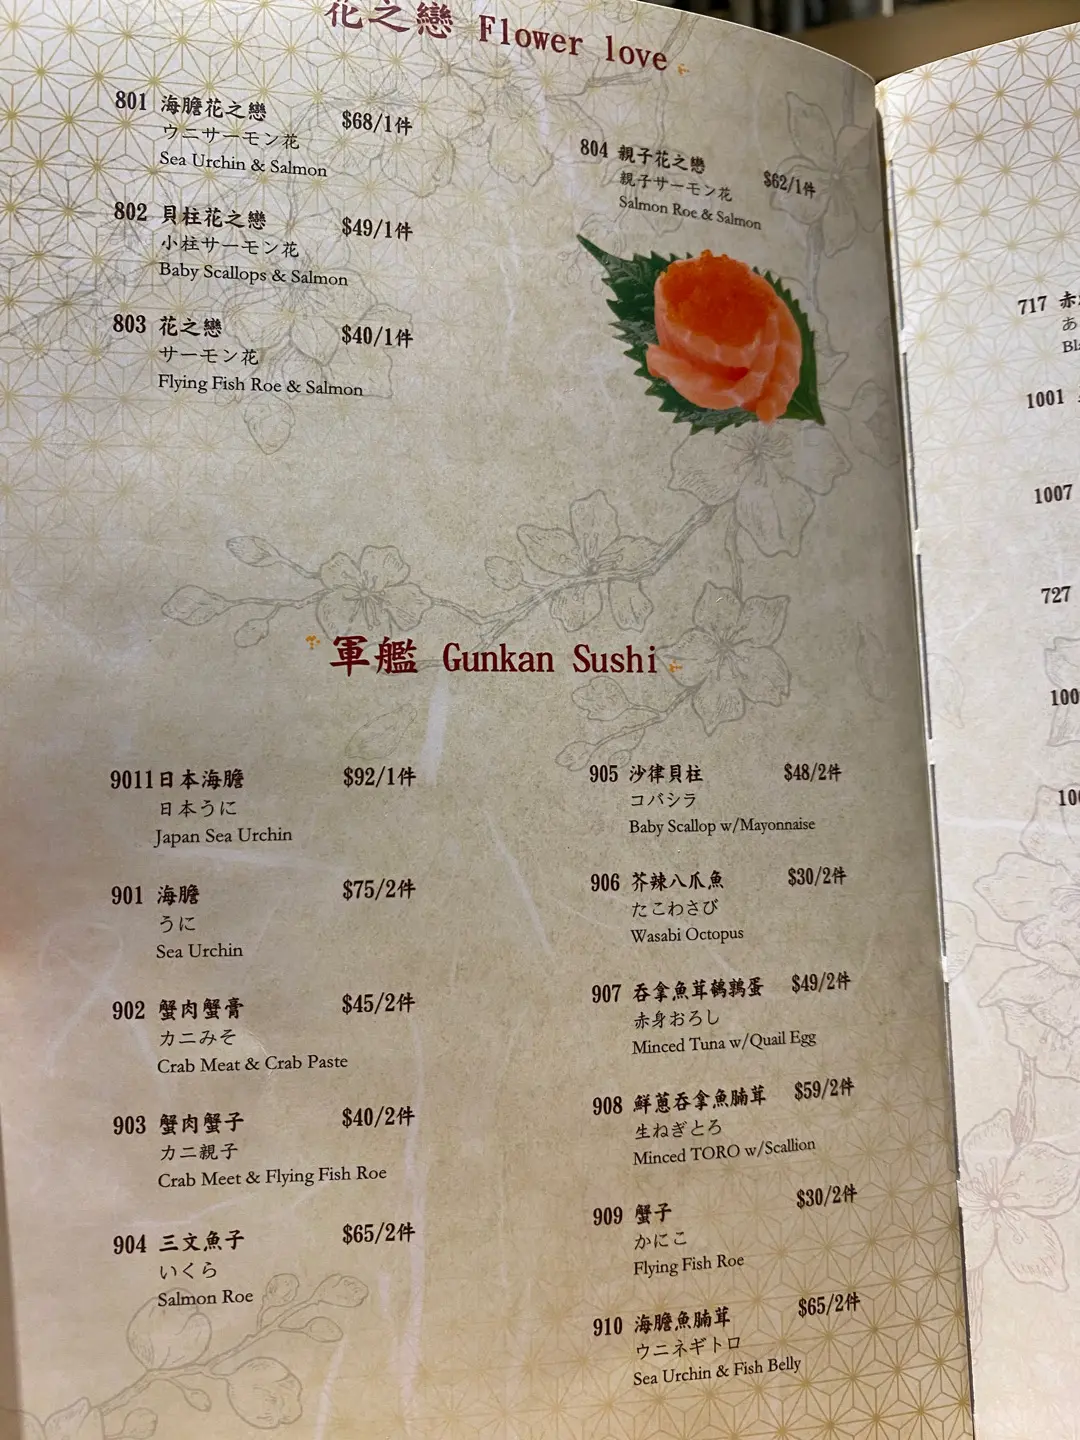 花之戀 Flower love
801 海膽花之戀 $68/1件
ウニサーモン花
Sea Urchin & Salmon
802 貝柱花之戀 $49/1件
小柱サーモン花
Baby Scallops & Salmon
803 花之戀 $40/1件
サーモン花
Flying Fish Roe & Salmon
804 親子花之戀 $62/1件
親子サーモン花
Salmon Roe & Salmon
軍艦 Gunkan Sushi
9011 日本海膽 $92/1件
日本うに
Japan Sea Urchin
901 海膽 $75/2件
うに
Sea Urchin
902 蟹肉蟹膏 $45/2件
カニみそ
Crab Meat & Crab Paste
903 蟹肉蟹子 $40/2件
カニ親子
Crab Meet & Flying Fish Roe
904 三文魚子 $65/2件
いくら
Salmon Roe
905 沙律貝柱 $48/2件
コバシラ
Baby Scallop w/Mayonnaise
906 芥辣八爪魚 $30/2件
たこわさび
Wasabi Octopus
907 吞拿魚茸鵪鶉蛋 $49/2件
赤身おろし
Minced Tuna w/Quail Egg
908 鮮蔥吞拿魚腩茸 $59/2件
生ねぎとろ
Minced TORO w/Scallion
909 蟹子 $30/2件
かにこ
Flying Fish Roe
910 海膽魚腩茸 $65/2件
ウニネギトロ
Sea Urchin & Fish Belly
717 赤
あ
Bl
1001
1007
727
100